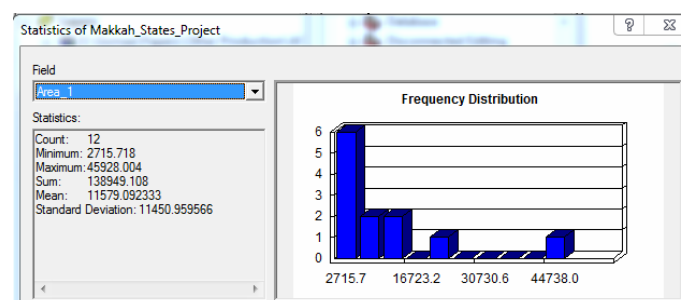 Statistics of Makkah_States_Project
Field
Area_1
Statistics:
Count: 12
Minimum: 2715.718
Maximum: 45928.004
Sum: 138949.108
Mean: 11579.092333
Standard Deviation: 11450.959566
Frequency Distribution
6
5
4
3
2
1
0
2715.7 16723.2 30730.6 44738.0